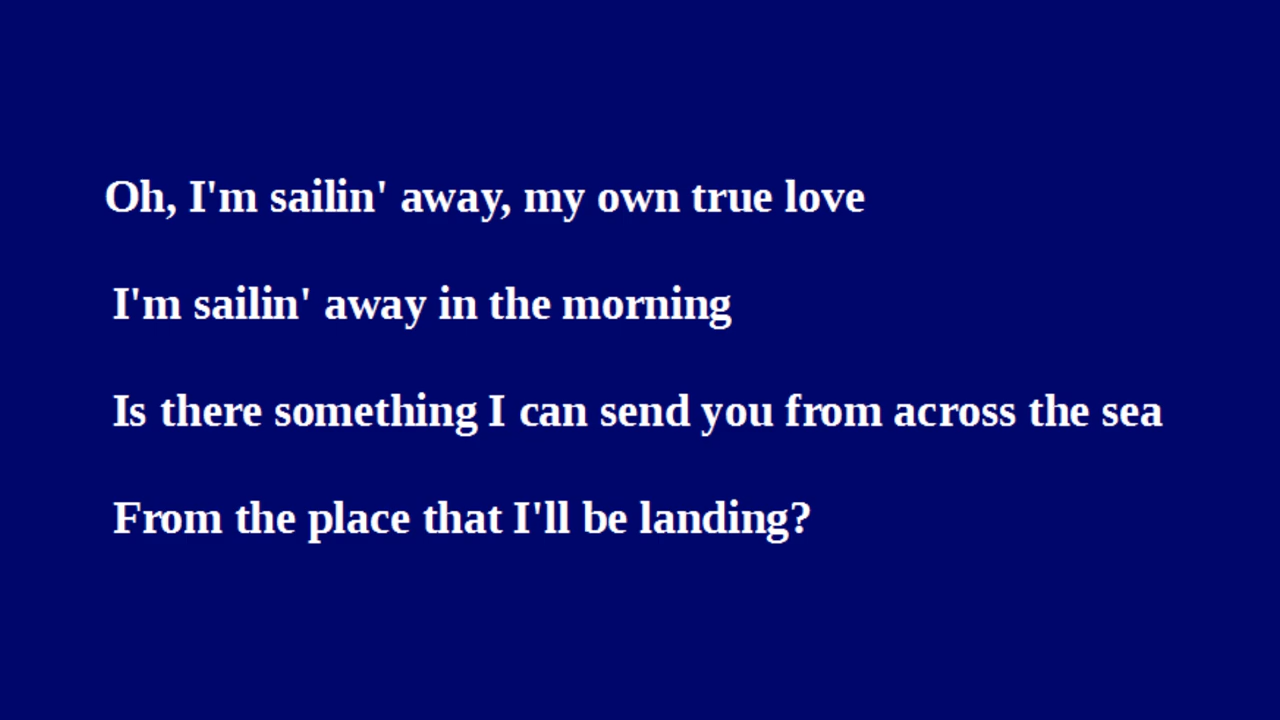 Oh, I'm sailin' away, my own true love
I'm sailin' away in the morning
Is there something I can send you from across the sea
From the place that I'll be landing?